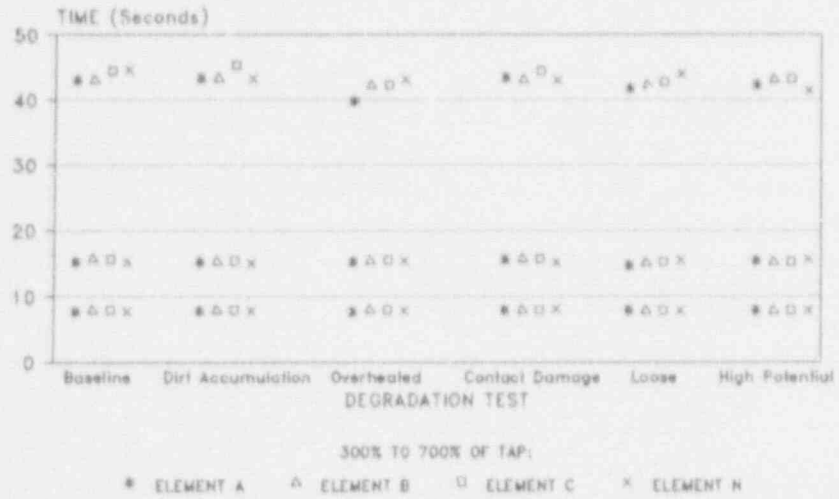 TIME (Seconds)
50
40
30
20
10
0
Baseline Dirt Accumulation Overheated Contact Damage Loose High Potential
DEGRADATION TEST
300% TO 700% OF TAP:
* ELEMENT A △ ELEMENT B □ ELEMENT C × ELEMENT N